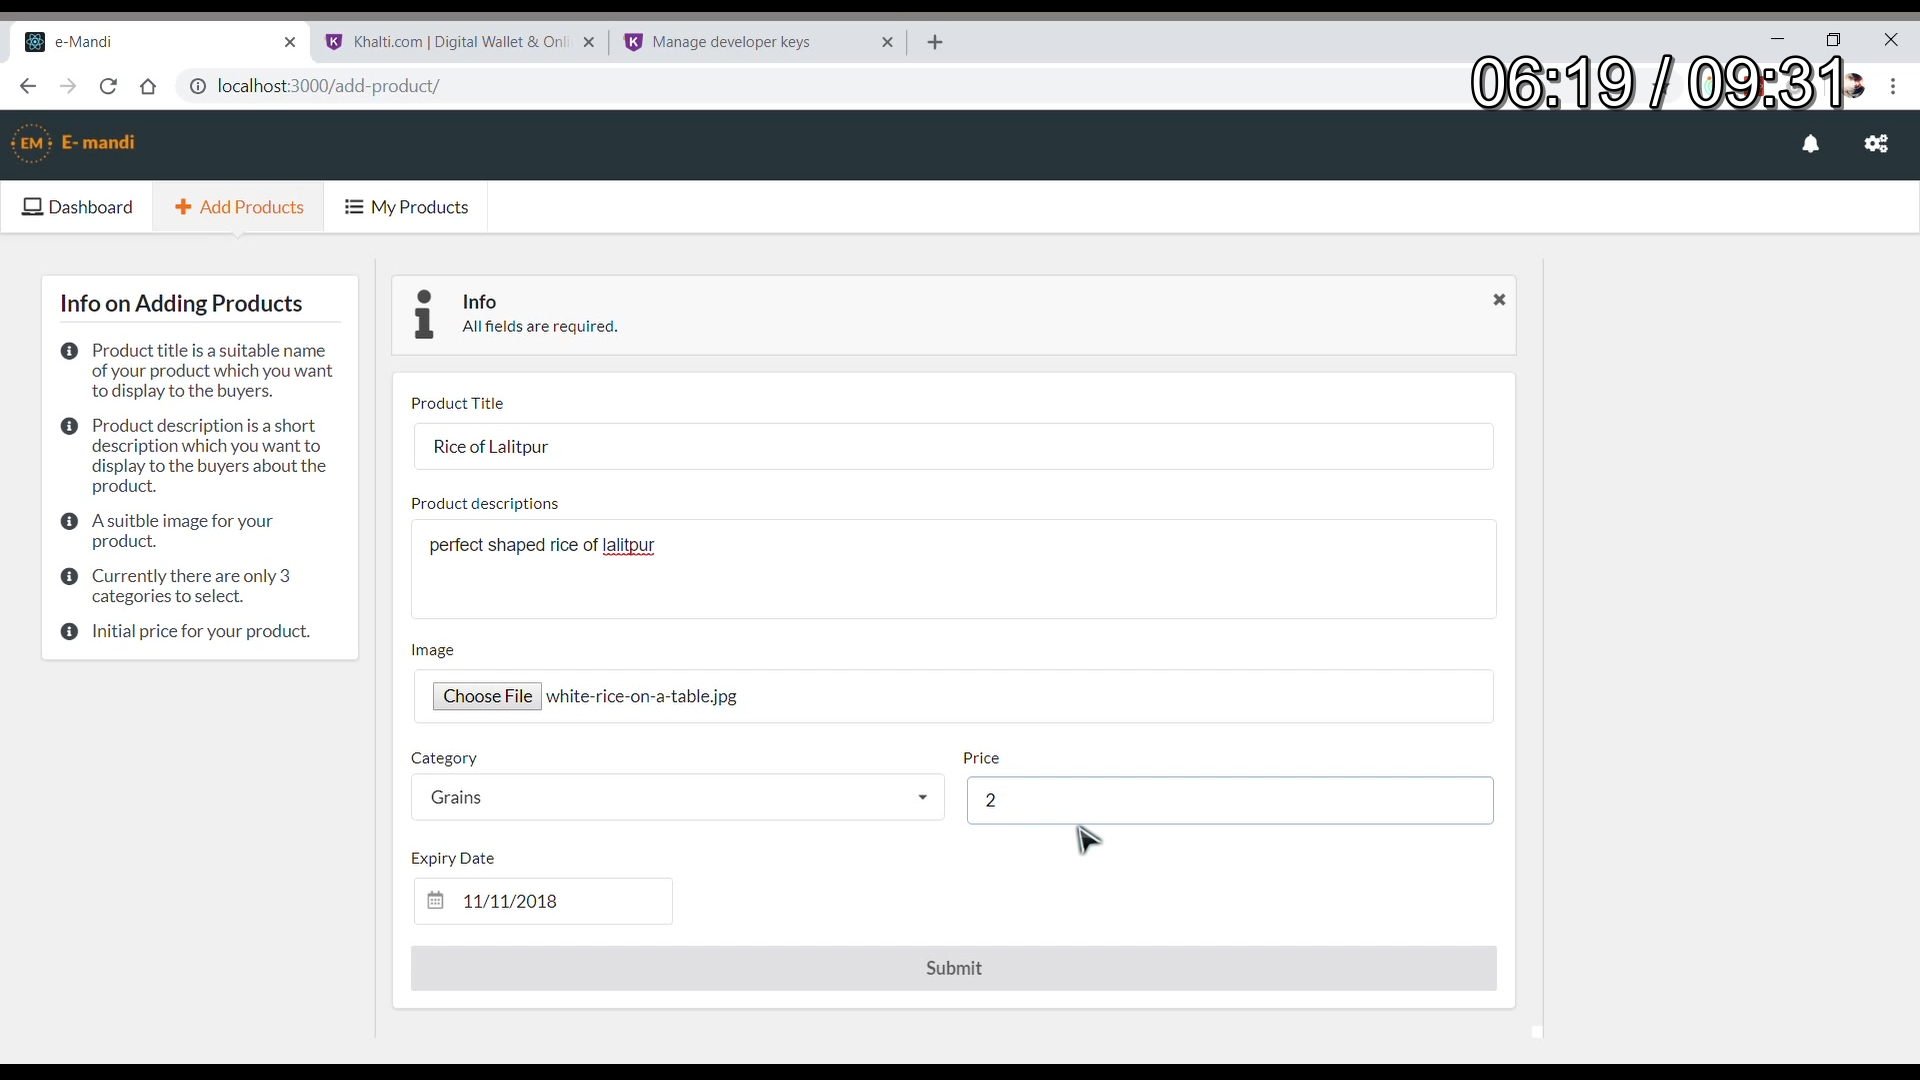 e-Mandi
Khalti.com | Digital Wallet & Onli
Manage developer keys
localhost:3000/add-product/
06:19 / 09:31
EM
E- mandi
Dashboard
Add Products
My Products
Info on Adding Products
Product title is a suitable name
of your product which you want
to display to the buyers.
Product description is a short
description which you want to
display to the buyers about the
product.
A suitble image for your
product.
Currently there are only 3
categories to select.
Initial price for your product.
Info
All fields are required.
Product Title
Rice of Lalitpur
Product descriptions
perfect shaped rice of lalitpur
Image
Choose File white-rice-on-a-table.jpg
Category
Price
Grains
2
Expiry Date
11/11/2018
Submit